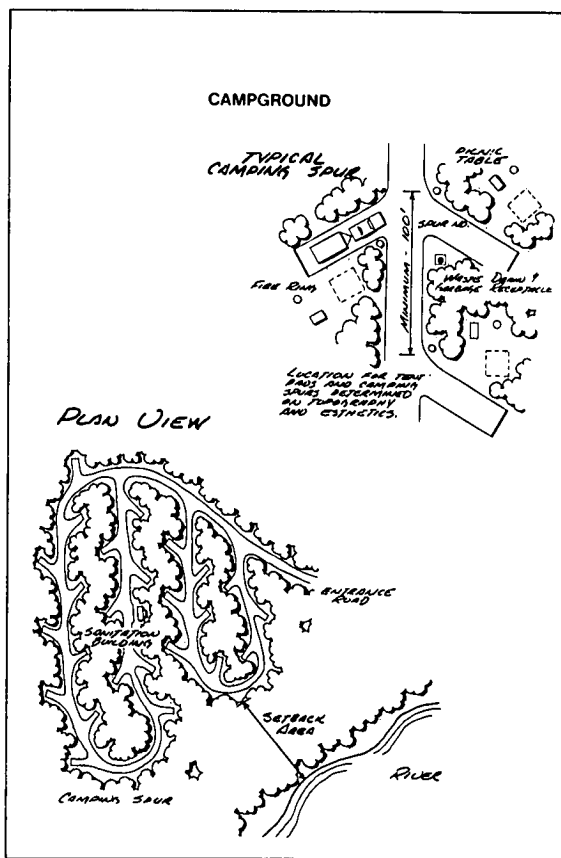 CAMPGROUND
TYPICAL
CAMPING SPUR
PICNIC
TABLE
SPUR NO.
MINIMUM - 100'
FIRE RING
WASTE DRAIN &
GARBAGE RECEPTACLE
LOCATION FOR TENT
PADS AND CAMPING
SPURS DETERMINED
ON TOPOGRAPHY
AND ESTHETICS.
PLAN VIEW
ENTRANCE
ROAD
SANITATION
BUILDING
SETBACK
AREA
RIVER
CAMPING SPUR